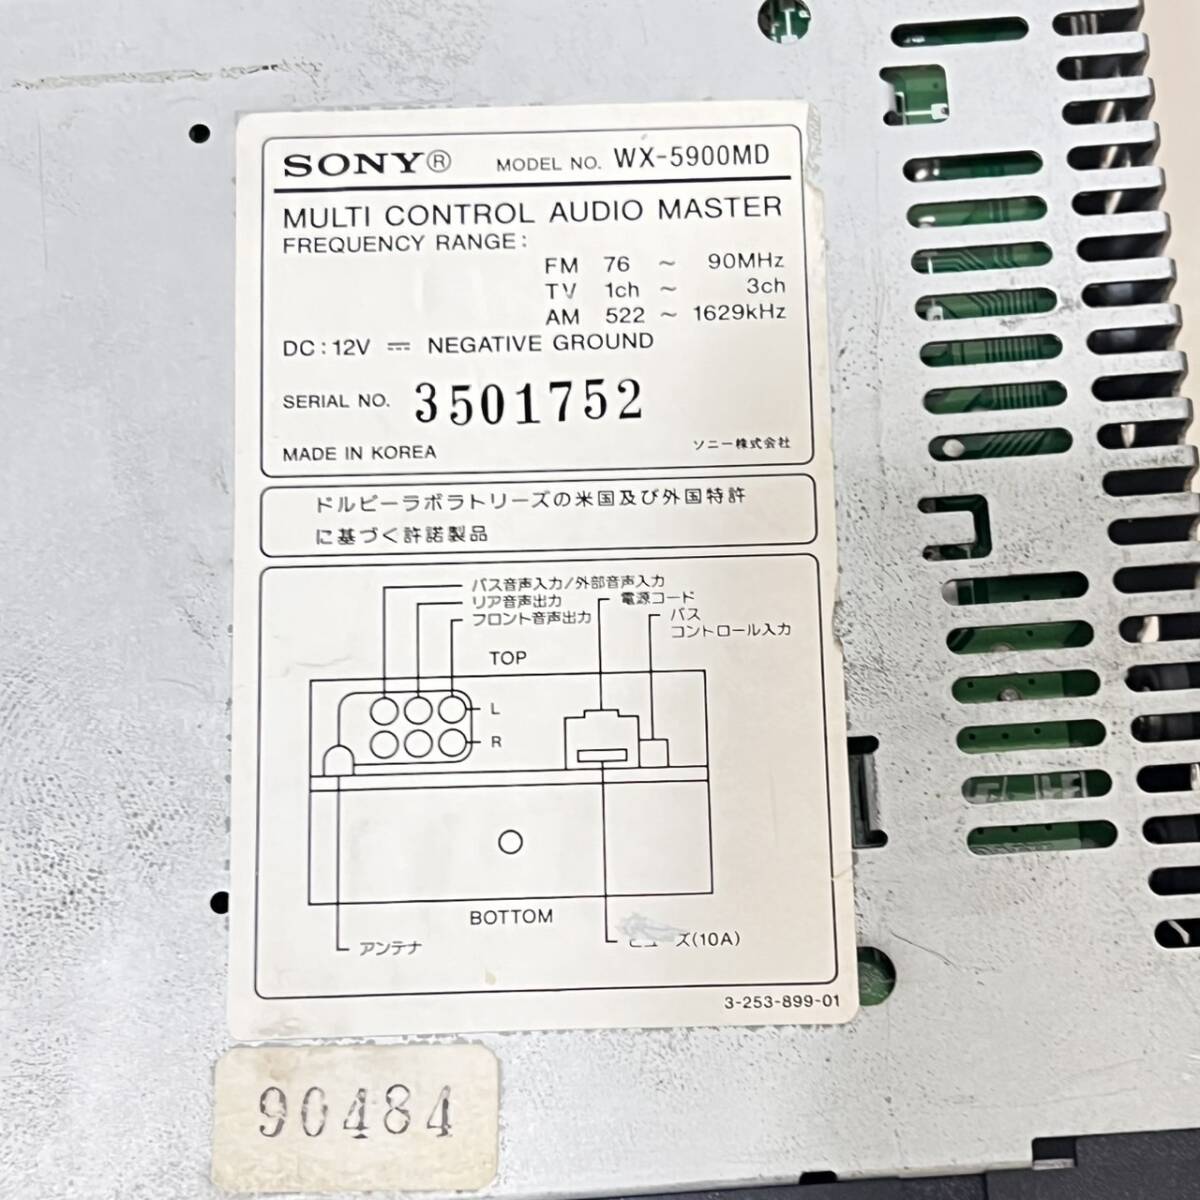 SONY® MODEL NO. WX-5900MD
MULTI CONTROL AUDIO MASTER
FREQUENCY RANGE:
FM 76 ~ 90MHz
TV 1ch ~ 3ch
AM 522 ~ 1629kHz
DC:12V ⎓ NEGATIVE GROUND
SERIAL NO. 3501752
MADE IN KOREA ソニー株式会社
ドルビーラボラトリーズの米国及び外国特許
に基づく許諾製品
バス音声入力/外部音声入力
リア音声出力
フロント音声出力
電源コード
バス
コントロール入力
TOP
L
R
BOTTOM
アンテナ
ズ(10A)
3-253-899-01
90484